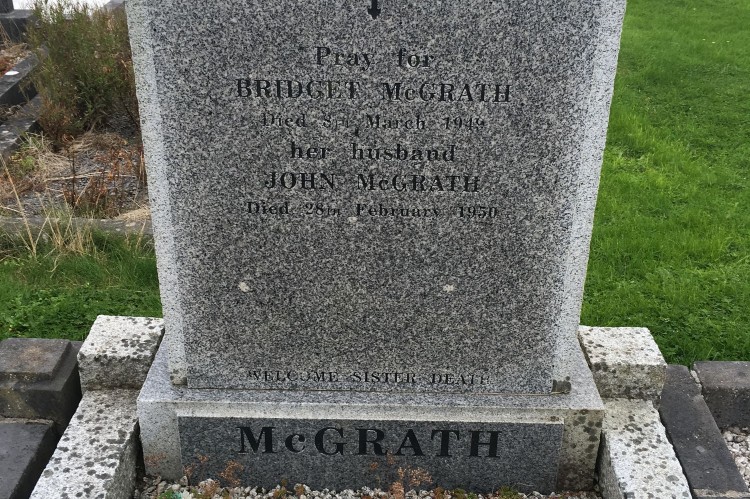 Pray for
BRIDGET McGRATH
Died 8TH March 1949
her husband
JOHN McGRATH
Died 28TH February 1950
WELCOME SISTER DEATH
McGRATH